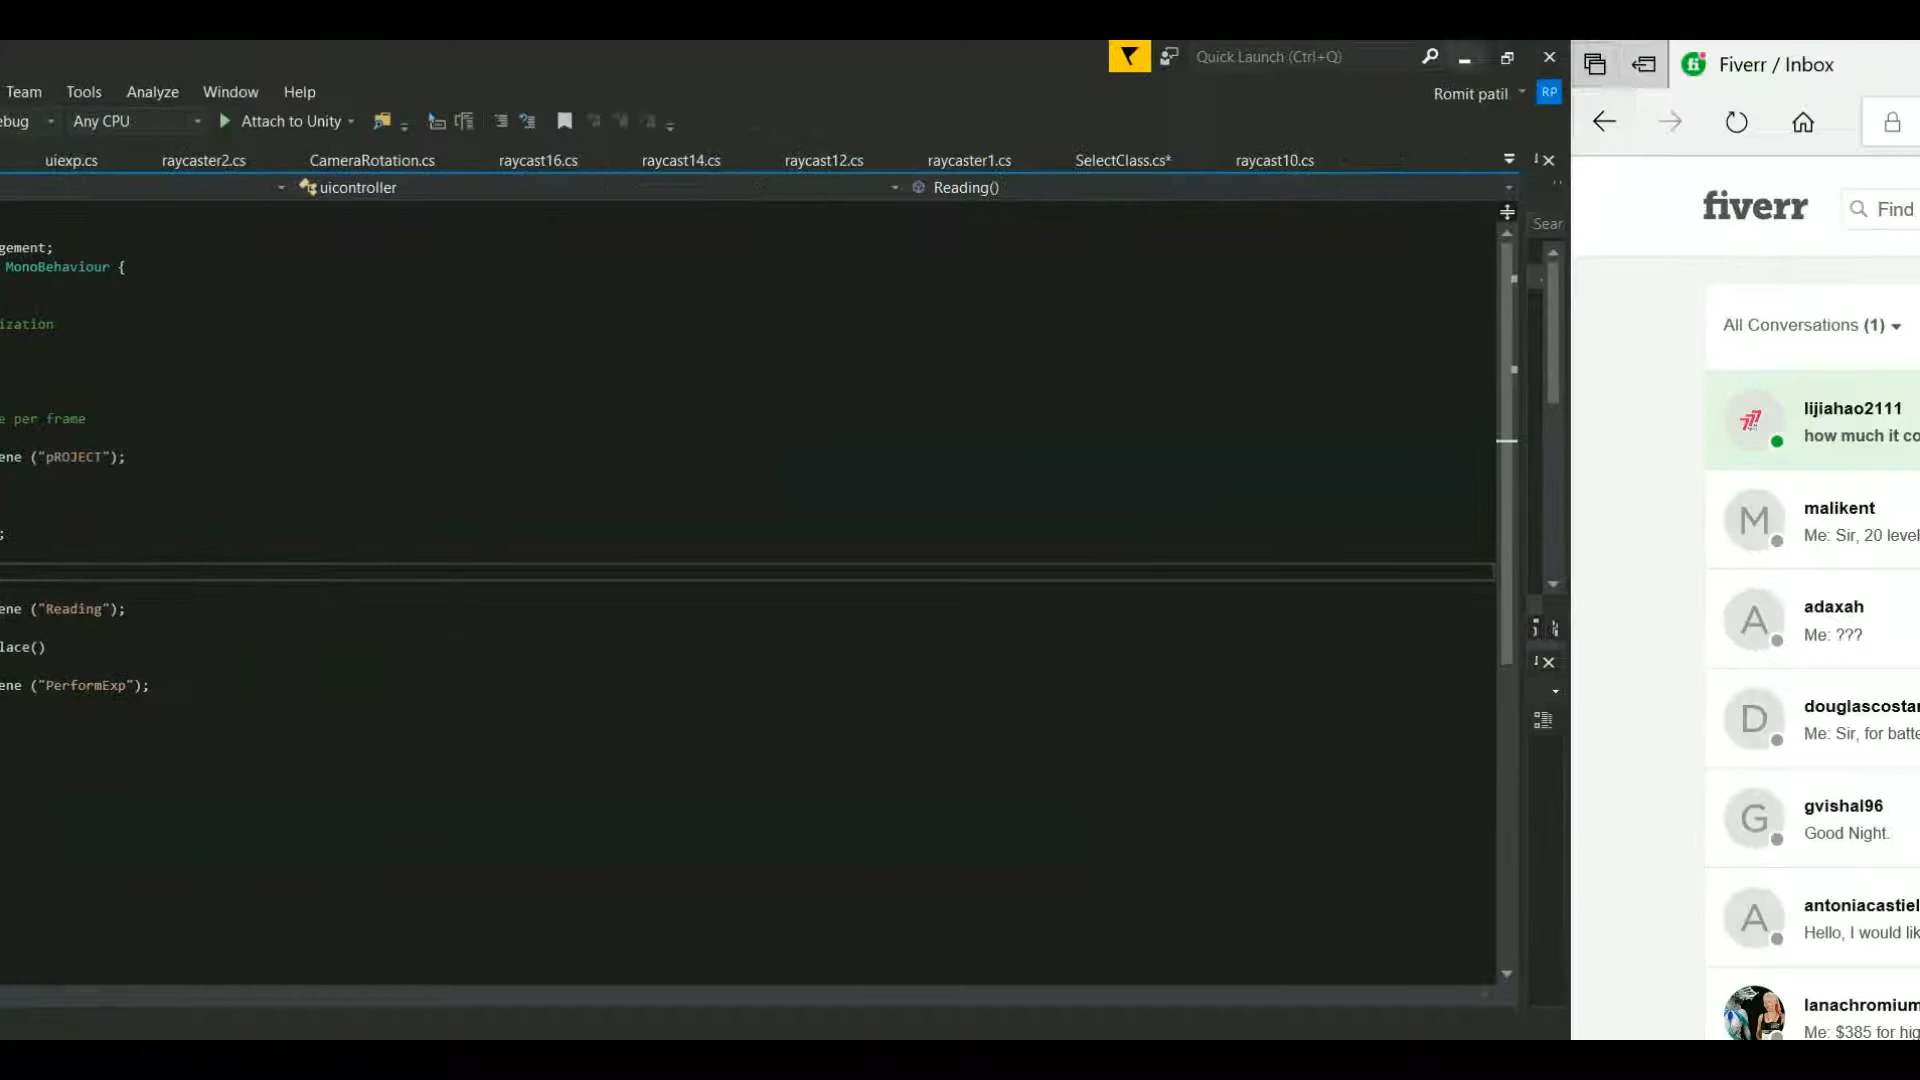 Quick Launch (Ctrl+Q)
Team Tools Analyze Window Help
Romit patil RP
ebug Any CPU Attach to Unity
uiexp.cs raycaster2.cs CameraRotation.cs raycast16.cs raycast14.cs raycast12.cs raycaster1.cs SelectClass.cs* raycast10.cs
uicontroller Reading()
Sear
gement;
MonoBehaviour {
ization
e per frame
ene ("pROJECT");
;
ene ("Reading");
lace()
ene ("PerformExp");
fi Fiverr / Inbox
fiverr Find
All Conversations (1)
777
lijiahao2111
how much it co
M
malikent
Me: Sir, 20 level
A
adaxah
Me: ???
D
douglascostar
Me: Sir, for batte
G
gvishal96
Good Night.
A
antoniacastiel
Hello, I would lik
lanachromium
Me: $385 for hig